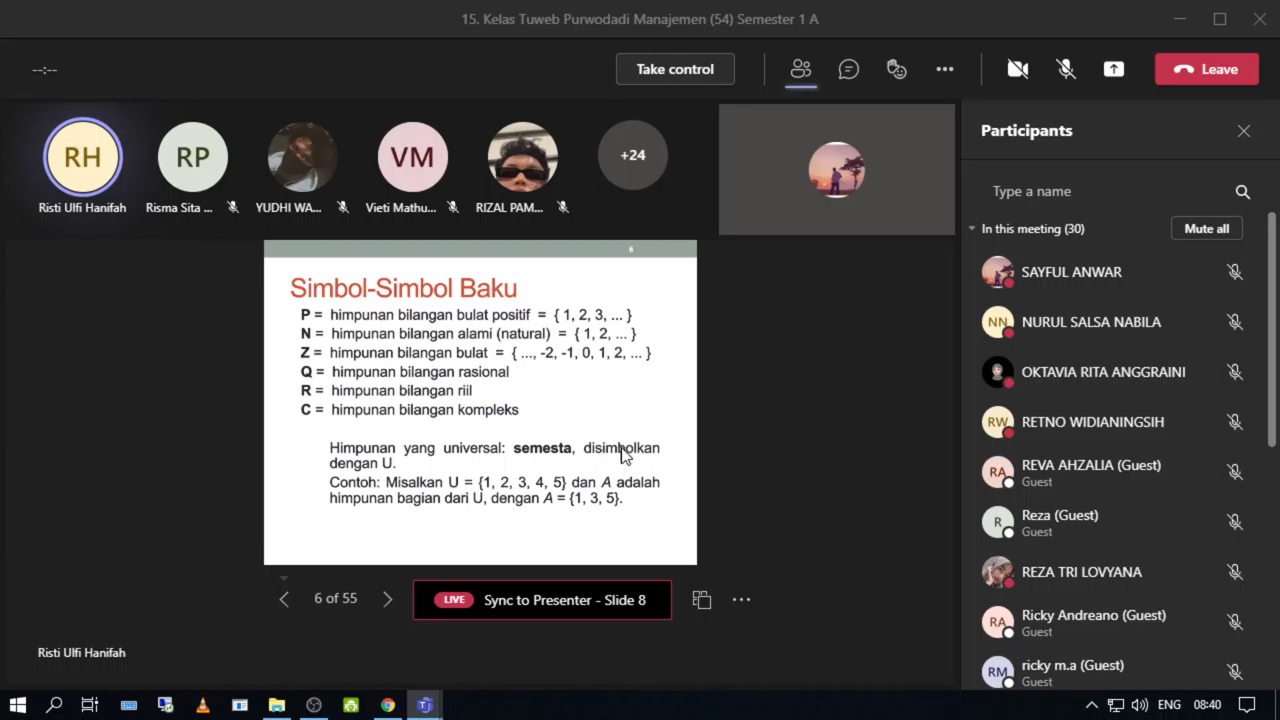 15. Kelas Tuweb Purwodadi Manajemen (54) Semester 1 A
--:--
Take control
Leave
RH
RP
VM
+24
Risti Ulfi Hanifah
Risma Sita ...
YUDHI WA...
Vieti Mathu...
RIZAL PAM...
6
Simbol-Simbol Baku
P = himpunan bilangan bulat positif = { 1, 2, 3, ... }
N = himpunan bilangan alami (natural) = { 1, 2, ... }
Z = himpunan bilangan bulat = { ..., -2, -1, 0, 1, 2, ... }
Q = himpunan bilangan rasional
R = himpunan bilangan riil
C = himpunan bilangan kompleks
Himpunan yang universal: semesta, disimbolkan
dengan U.
Contoh: Misalkan U = {1, 2, 3, 4, 5} dan A adalah
himpunan bagian dari U, dengan A = {1, 3, 5}.
6 of 55
LIVE Sync to Presenter - Slide 8
Risti Ulfi Hanifah
Participants
Type a name
In this meeting (30)
Mute all
SAYFUL ANWAR
NN
NURUL SALSA NABILA
OKTAVIA RITA ANGGRAINI
RW
RETNO WIDIANINGSIH
RA
REVA AHZALIA (Guest)
Guest
R
Reza (Guest)
Guest
REZA TRI LOVYANA
RA
Ricky Andreano (Guest)
Guest
RM
ricky m.a (Guest)
Guest
ENG
08:40